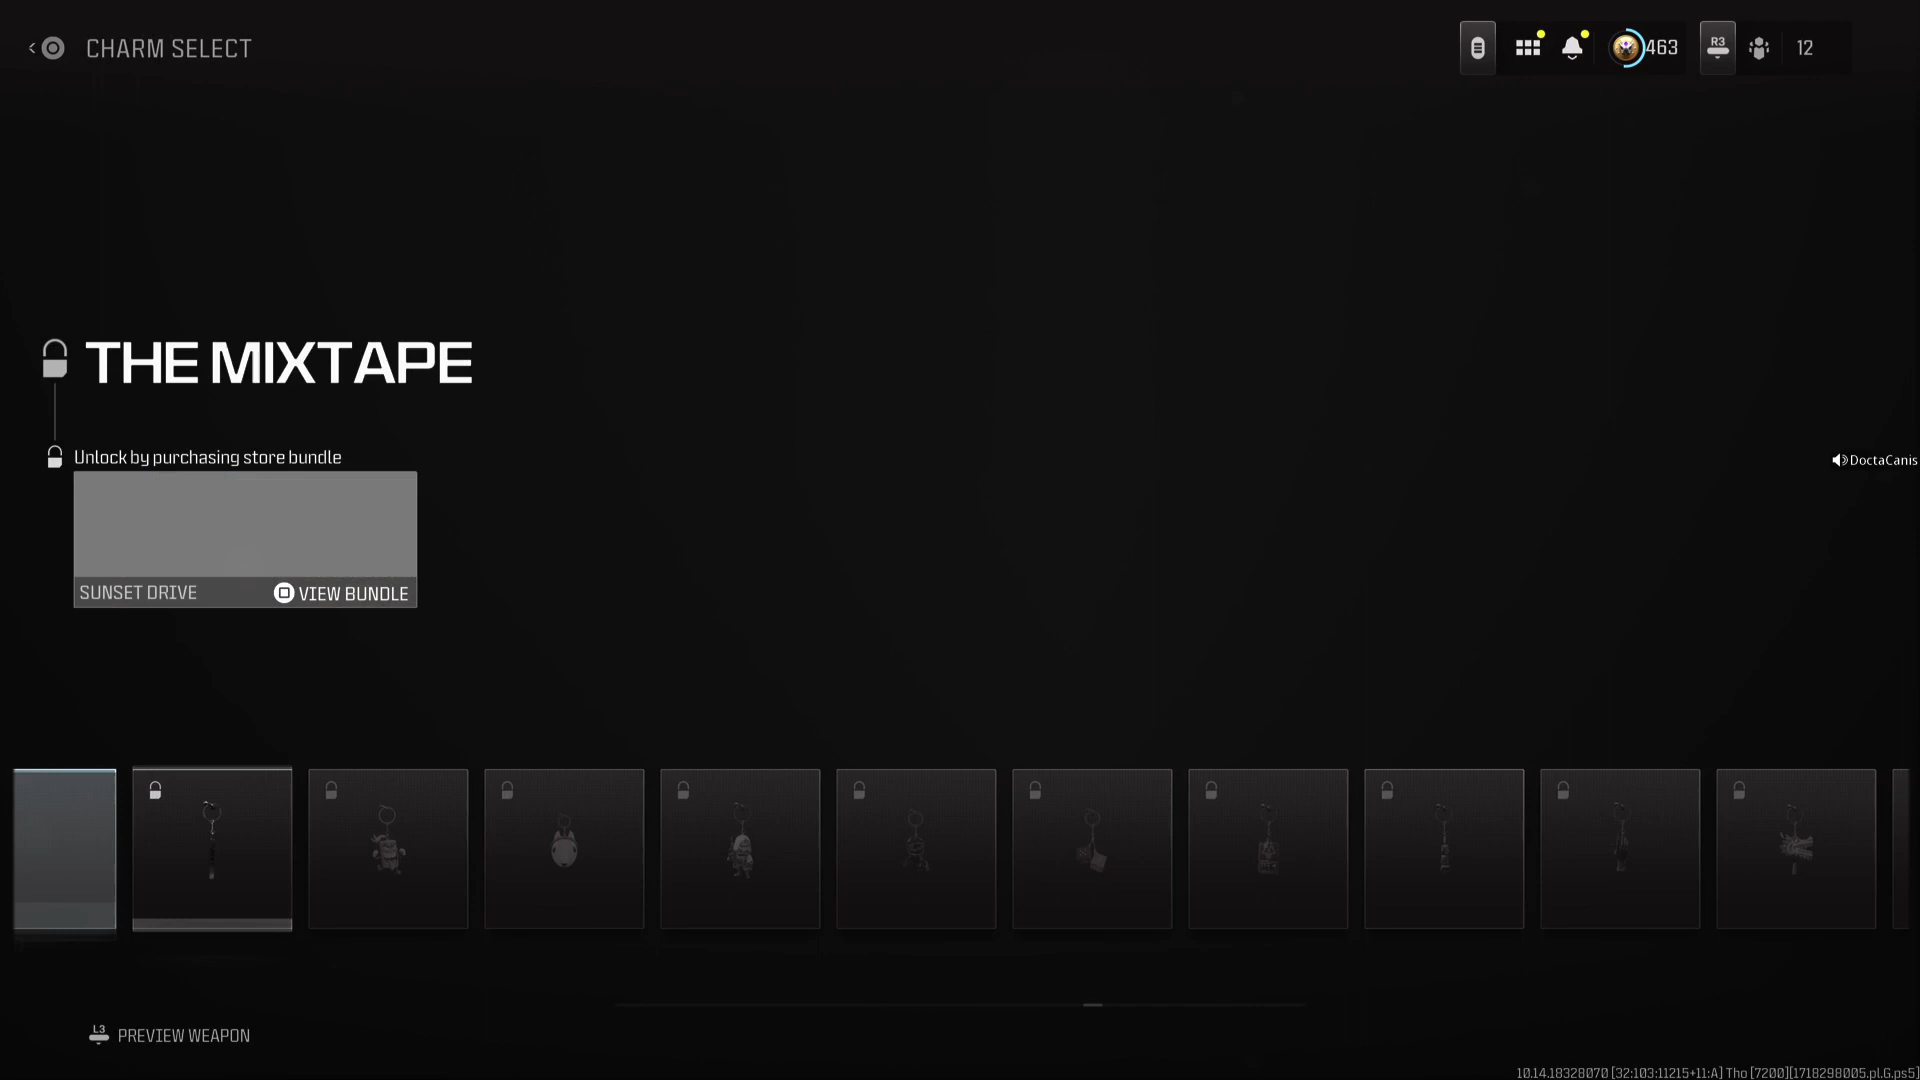 CHARM SELECT
463
R3
12
THE MIXTAPE
Unlock by purchasing store bundle
DoctaCanis
SUNSET DRIVE
VIEW BUNDLE
L3
PREVIEW WEAPON
10.14.18328070 [32:103:11215+11:A] Tho [7200][1718298005.pl.G.ps5]